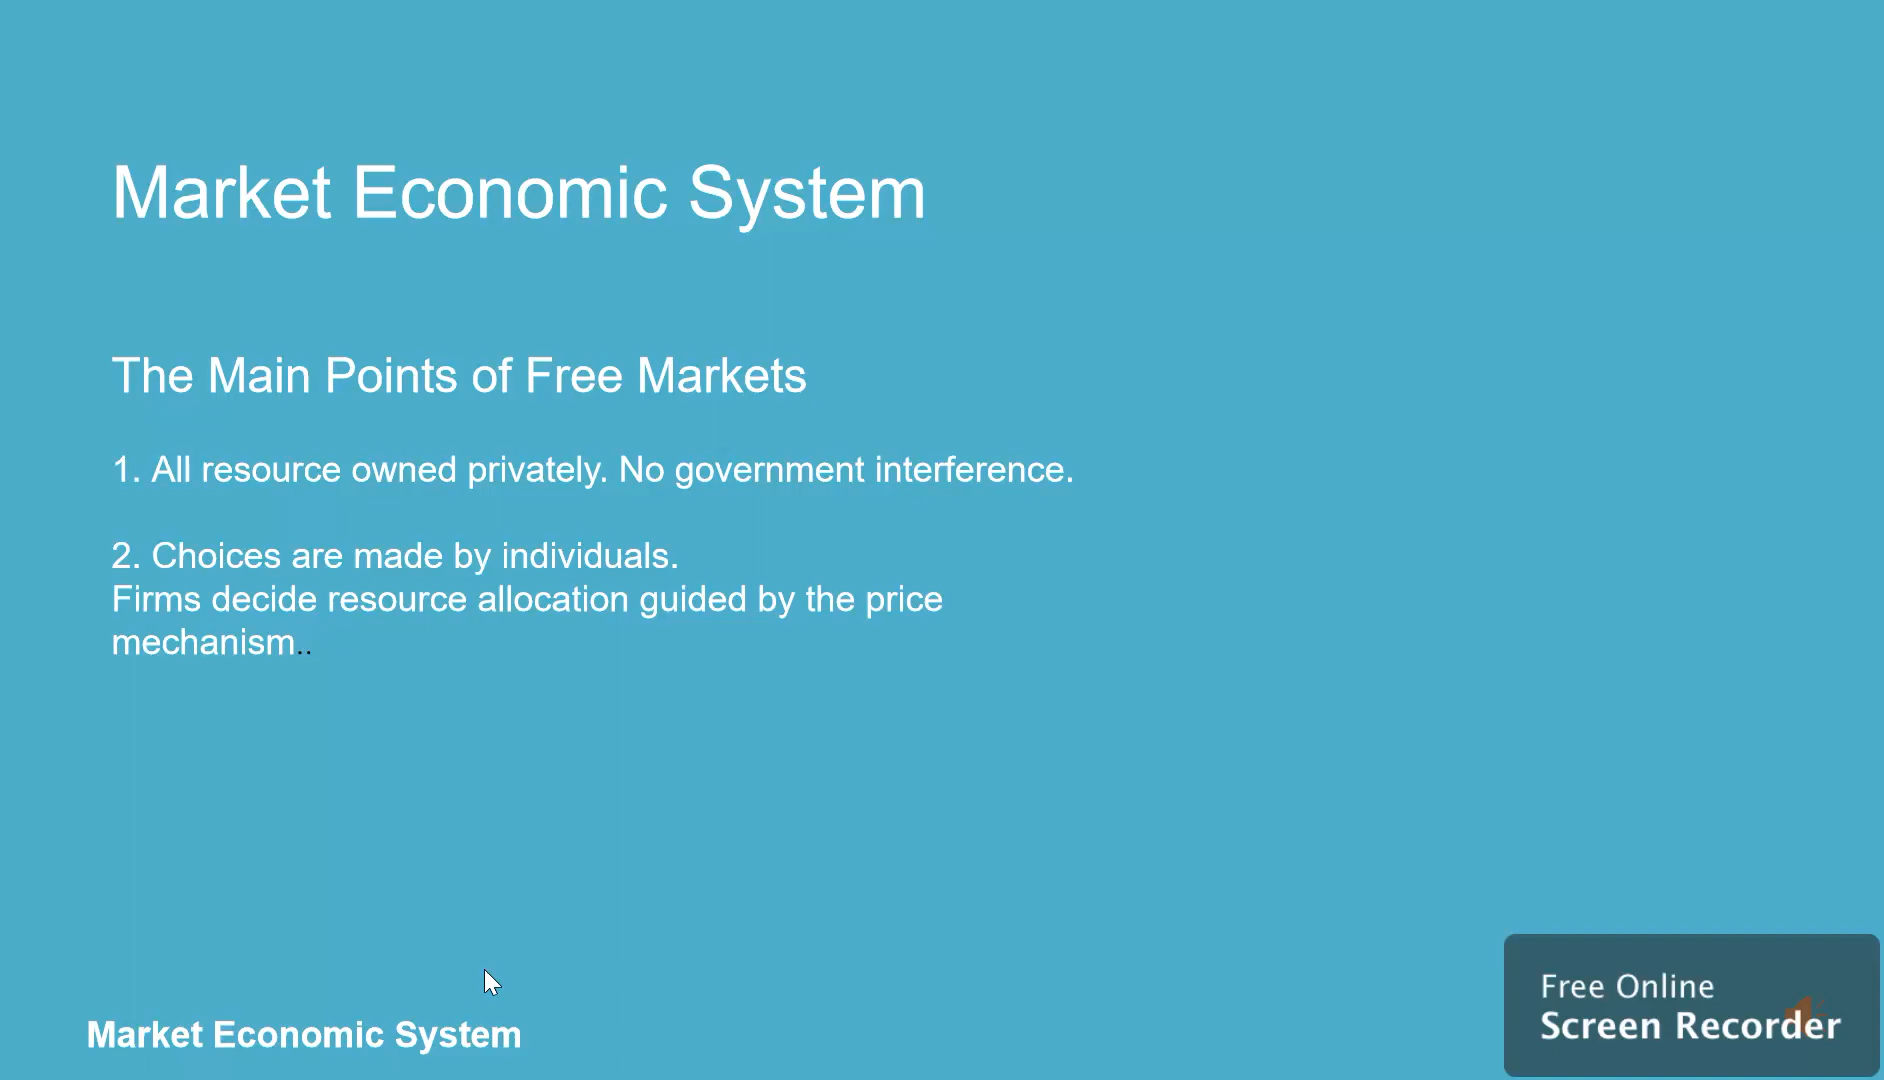 Market Economic System
The Main Points of Free Markets
1. All resource owned privately. No government interference.
2. Choices are made by individuals.
Firms decide resource allocation guided by the price
mechanism..
Market Economic System
Free Online
Screen Recorder